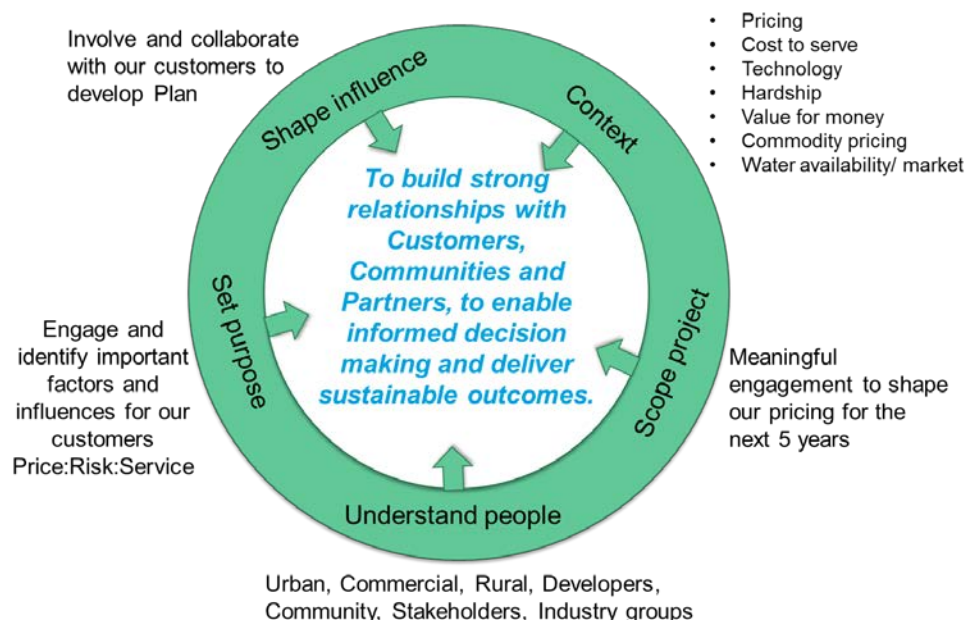 Involve and collaborate
with our customers to
develop Plan
Shape influence
Context
• Pricing
• Cost to serve
• Technology
• Hardship
• Value for money
• Commodity pricing
• Water availability/ market
To build strong
relationships with
Customers,
Communities and
Partners, to enable
informed decision
making and deliver
sustainable outcomes.
Set purpose
Engage and
identify important
factors and
influences for our
customers
Price:Risk:Service
Scope project
Meaningful
engagement to shape
our pricing for the
next 5 years
Understand people
Urban, Commercial, Rural, Developers,
Community, Stakeholders, Industry groups